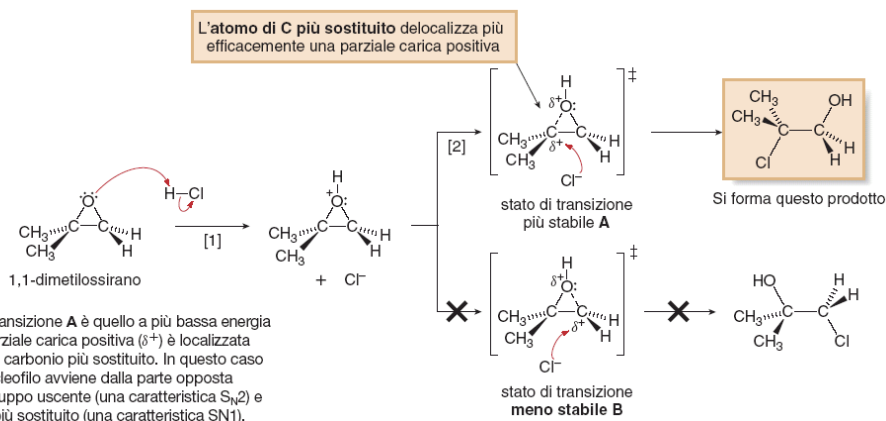 L'atomo di C più sostituito delocalizza più
efficacemente una parziale carica positiva
H
δ+
O:
CH3
C
C
H
CH3
δ+
H
Cl–
‡
[2]
stato di transizione
più stabile A
CH3
OH
CH3
C
C
H
Cl
H
Si forma questo prodotto
O
H–Cl
CH3
C
C
H
CH3
H
[1]
1,1-dimetilossirano
H
+
O:
CH3
C
C
H
CH3
H
+ Cl–
H
δ+
O:
CH3
C
C
H
CH3
δ+
H
Cl–
‡
stato di transizione
meno stabile B
HO
H
CH3
C
C
H
CH3
Cl
ansizione A è quello a più bassa energia
rziale carica positiva (δ+) è localizzata
carbonio più sostituito. In questo caso
cleofilo avviene dalla parte opposta
uppo uscente (una caratteristica SN2) e
più sostituito (una caratteristica SN1).